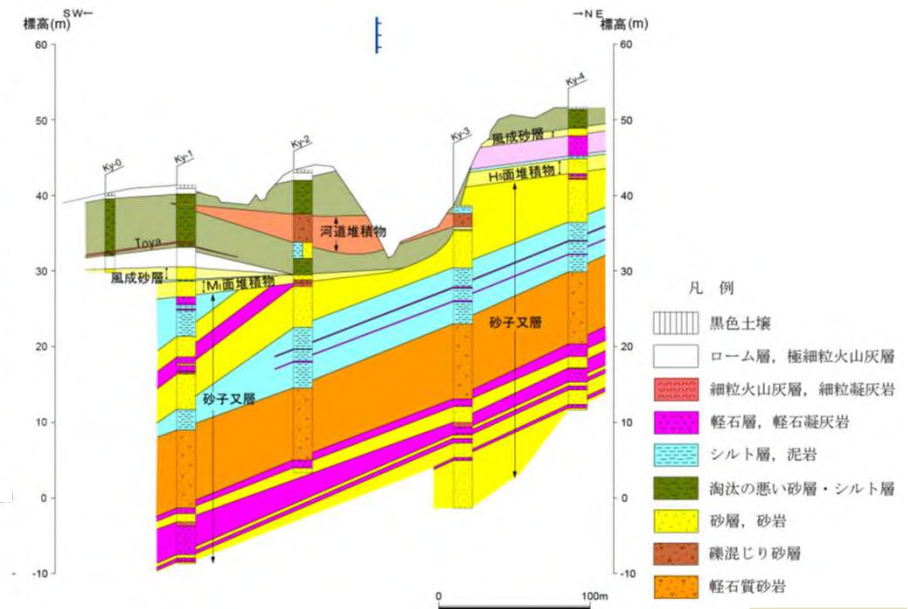 SW←
標高(m)
→NE
標高(m)
60
50
40
30
20
10
0
-10
60
50
40
30
20
10
0
-10
Ky-0
Ky-1
Ky-2
Ky-3
Ky-4
風成砂層
H5面堆積物
河道堆積物
Toya
風成砂層
M1面堆積物
砂子又層
砂子又層
0
100m
凡 例
黒色土壌
ローム層，極細粒火山灰層
細粒火山灰層，細粒凝灰岩
軽石層，軽石凝灰岩
シルト層，泥岩
淘汰の悪い砂層・シルト層
砂層，砂岩
礫混じり砂層
軽石質砂岩